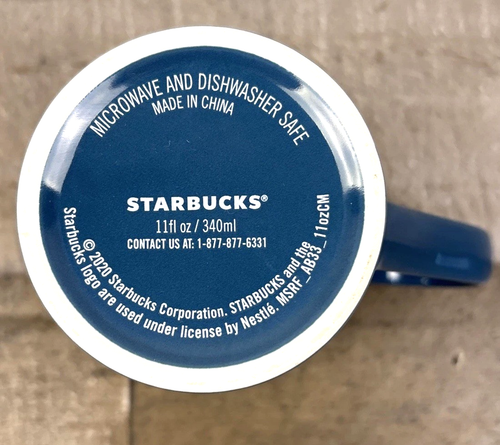 MICROWAVE AND DISHWASHER SAFE
MADE IN CHINA
STARBUCKS®
11fl oz / 340ml
CONTACT US AT: 1-877-877-6331
© 2020 Starbucks Corporation. STARBUCKS and the
Starbucks logo are used under license by Nestlé. MSRF_AB33_11ozCM